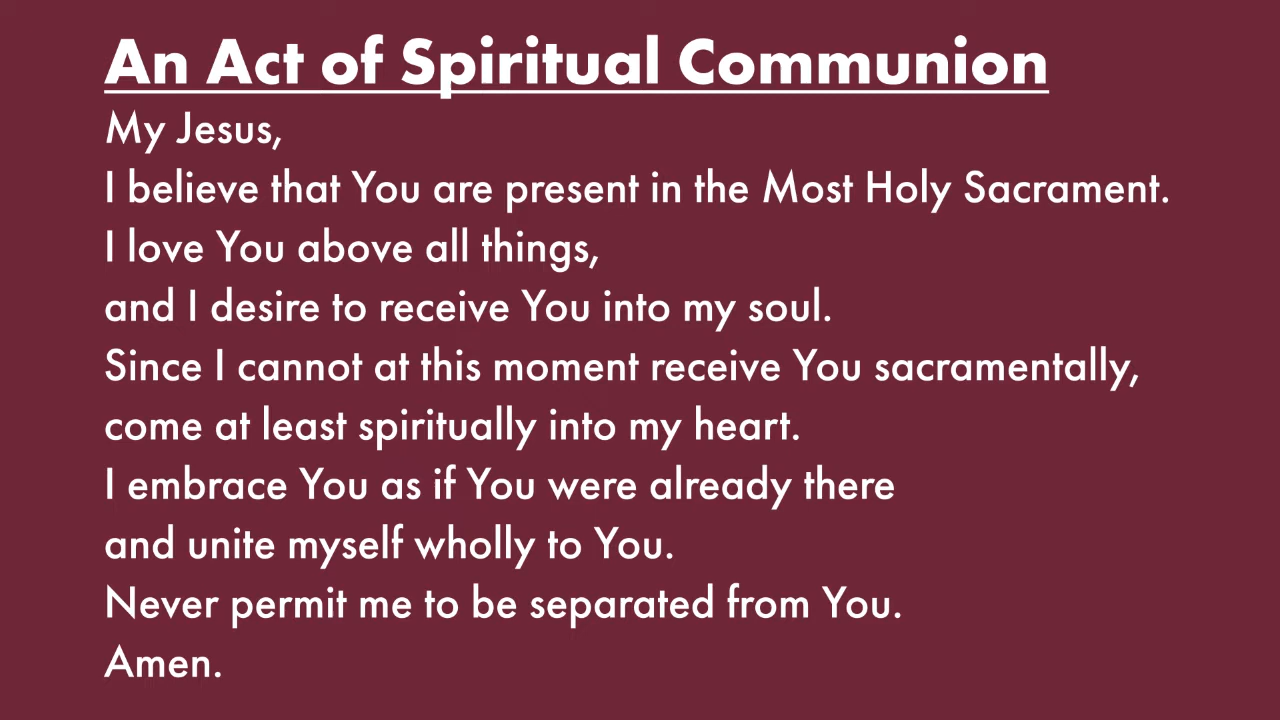 An Act of Spiritual Communion
My Jesus,
I believe that You are present in the Most Holy Sacrament.
I love You above all things,
and I desire to receive You into my soul.
Since I cannot at this moment receive You sacramentally,
come at least spiritually into my heart.
I embrace You as if You were already there
and unite myself wholly to You.
Never permit me to be separated from You.
Amen.